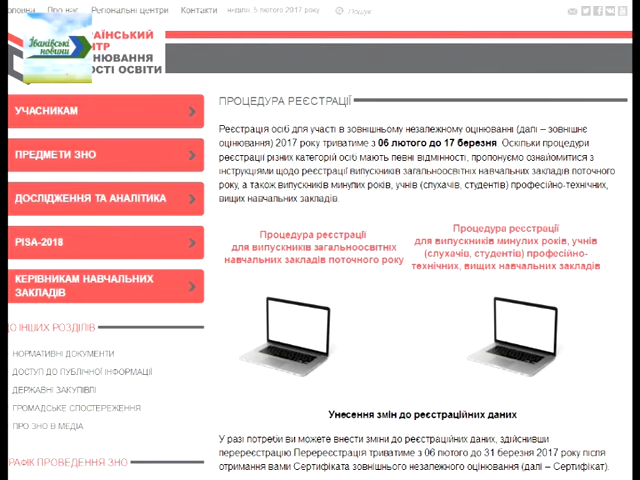 Про нас Регіональні центри Контакти неділя, 5 лютого 2017 року Пошук
Іванівські
новини
ЇНСЬКИЙ
НТР
НЮВАННЯ
ОСТІ ОСВІТИ
УЧАСНИКАМ
ПРЕДМЕТИ ЗНО
ДОСЛІДЖЕННЯ ТА АНАЛІТИКА
PISA-2018
КЕРІВНИКАМ НАВЧАЛЬНИХ
ЗАКЛАДІВ
ДО ІНШИХ РОЗДІЛІВ
НОРМАТИВНІ ДОКУМЕНТИ
ДОСТУП ДО ПУБЛІЧНОЇ ІНФОРМАЦІЇ
ДЕРЖАВНІ ЗАКУПІВЛІ
ГРОМАДСЬКЕ СПОСТЕРЕЖЕННЯ
ПРО ЗНО В МЕДІА
РАФІК ПРОВЕДЕННЯ ЗНО
ПРОЦЕДУРА РЕЄСТРАЦІЇ
Реєстрація осіб для участі в зовнішньому незалежному оцінюванні (далі – зовнішнє
оцінювання) 2017 року триватиме з 06 лютого до 17 березня. Оскільки процедури
реєстрації різних категорій осіб мають певні відмінності, пропонуємо ознайомитися з
інструкціями щодо реєстрації випускників загальноосвітніх навчальних закладів поточного
року, а також випускників минулих років, учнів (слухачів, студентів) професійно-технічних,
вищих навчальних закладів.
Процедура реєстрації
для випускників загальноосвітніх
навчальних закладів поточного року
Процедура реєстрації
для випускників минулих років, учнів
(слухачів, студентів) професійно-
технічних, вищих навчальних закладів
Унесення змін до реєстраційних даних
У разі потреби ви можете внести зміни до реєстраційних даних, здійснивши
перереєстрацію. Перереєстрація триватиме з 06 лютого до 31 березня 2017 року після
отримання вами Сертифіката зовнішнього незалежного оцінювання (далі – Сертифікат).